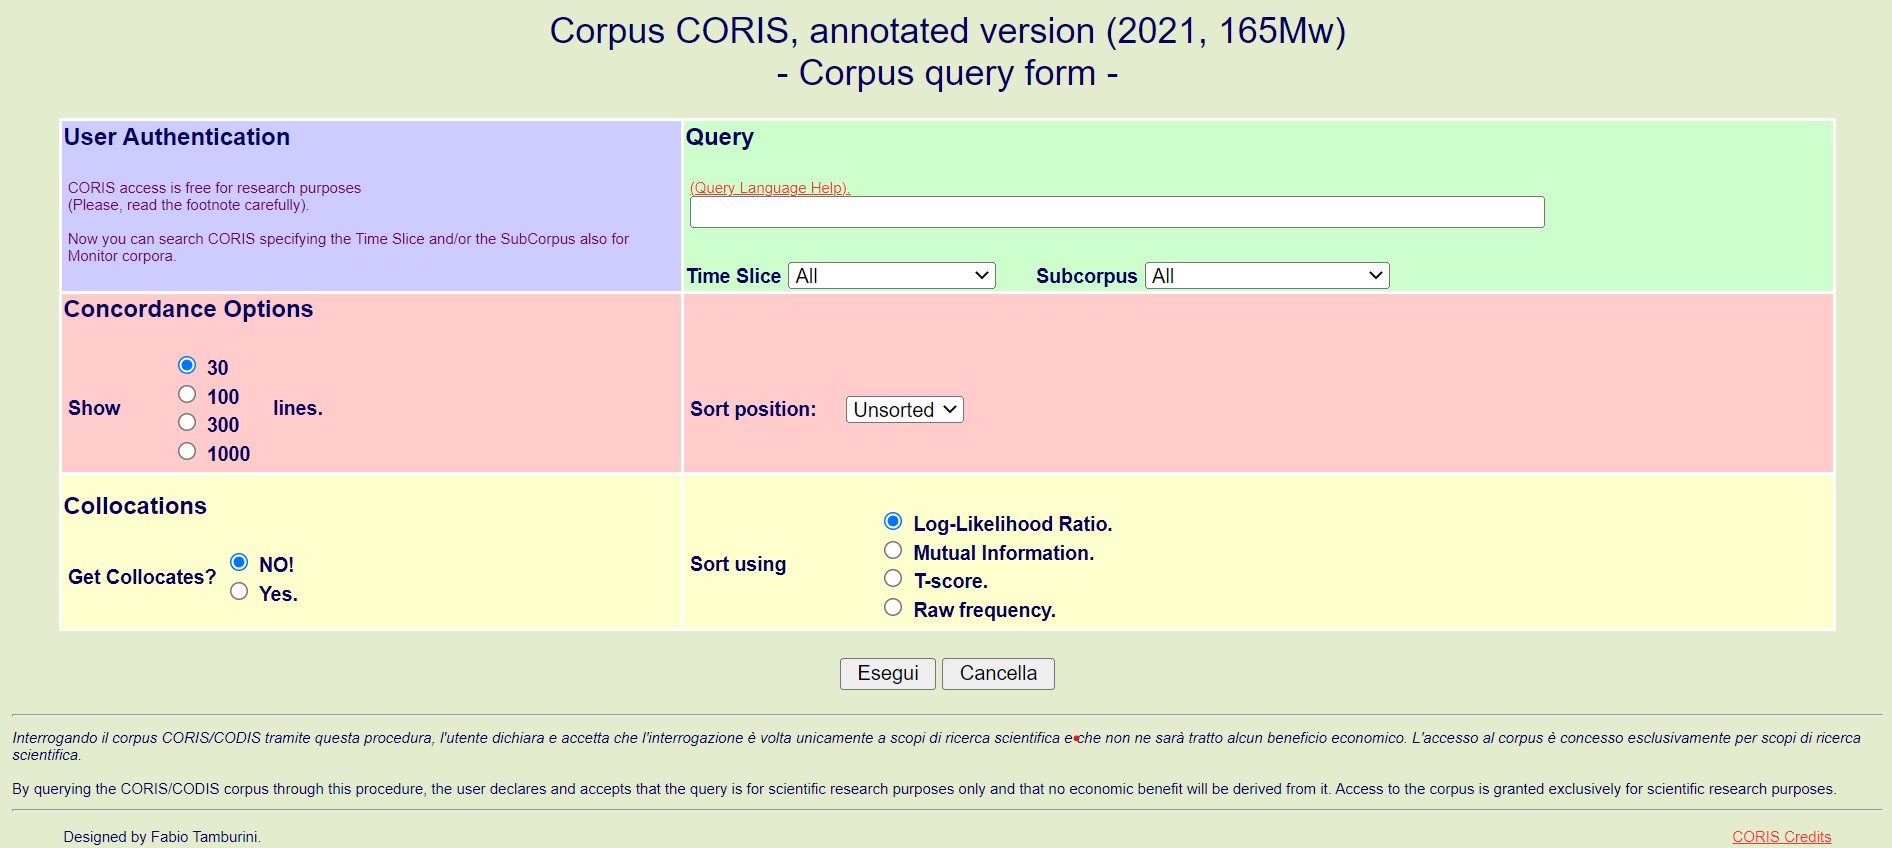 Corpus CORIS, annotated version (2021, 165Mw)
- Corpus query form -
User Authentication
CORIS access is free for research purposes
(Please, read the footnote carefully).
Now you can search CORIS specifying the Time Slice and/or the SubCorpus also for
Monitor corpora.
Query
(Query Language Help).
Time Slice All Subcorpus All
Concordance Options
Show
30
100
300
1000
lines.
Sort position: Unsorted
Collocations
Get Collocates?
NO!
Yes.
Sort using
Log-Likelihood Ratio.
Mutual Information.
T-score.
Raw frequency.
Esegui Cancella
Interrogando il corpus CORIS/CODIS tramite questa procedura, l'utente dichiara e accetta che l'interrogazione è volta unicamente a scopi di ricerca scientifica e che non ne sarà tratto alcun beneficio economico. L'accesso al corpus è concesso esclusivamente per scopi di ricerca
scientifica.
By querying the CORIS/CODIS corpus through this procedure, the user declares and accepts that the query is for scientific research purposes only and that no economic benefit will be derived from it. Access to the corpus is granted exclusively for scientific research purposes.
Designed by Fabio Tamburini.
CORIS Credits